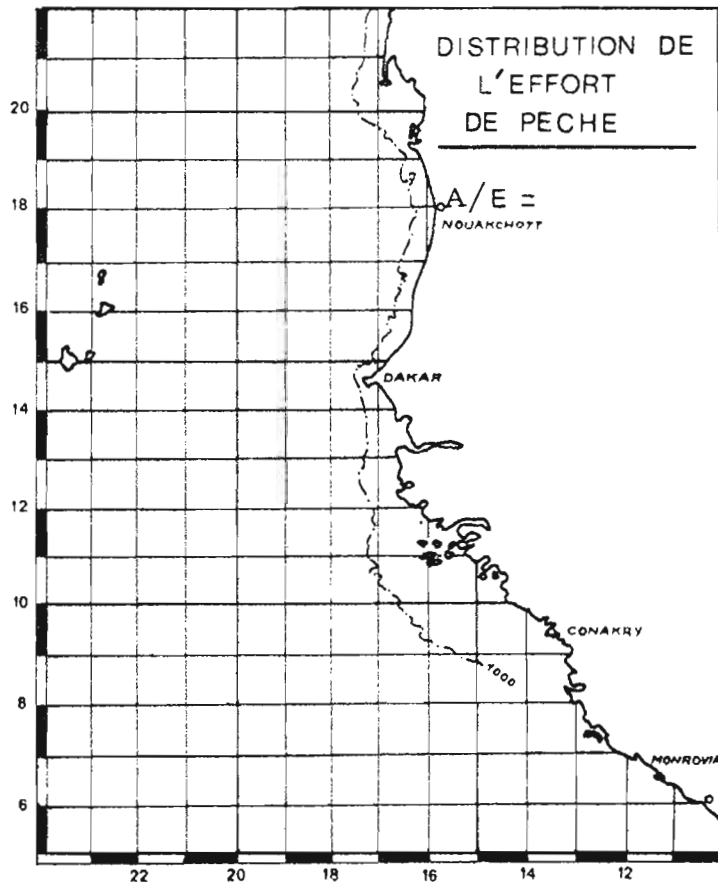 DISTRIBUTION DE
L'EFFORT
DE PECHE
20
A/E =
18
NOUAKCHOTT
16
DAKAR
14
12
10
CONAKRY
1000
8
MONROVIA
6
22
20
18
16
14
12